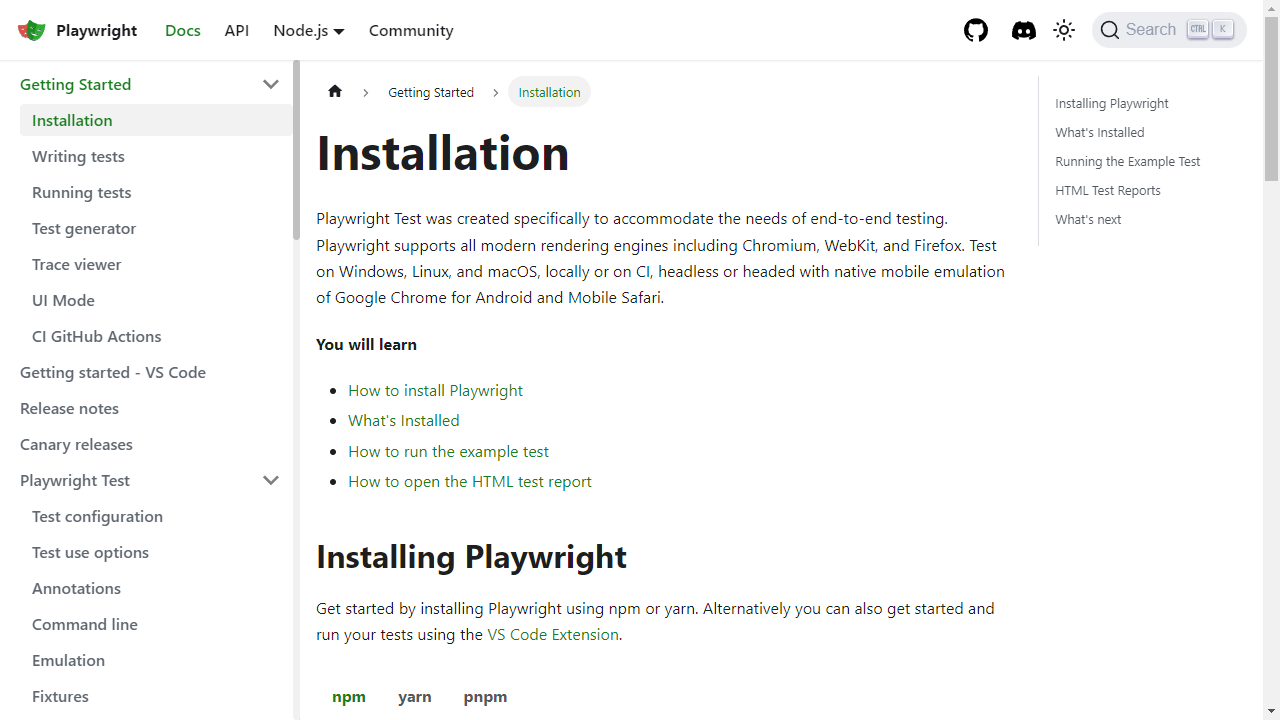 Playwright
Docs
API
Node.js
Community
Search
CTRL
K
Getting Started
Installation
Writing tests
Running tests
Test generator
Trace viewer
UI Mode
CI GitHub Actions
Getting started - VS Code
Release notes
Canary releases
Playwright Test
Test configuration
Test use options
Annotations
Command line
Emulation
Fixtures
Getting Started
Installation
Installation
Playwright Test was created specifically to accommodate the needs of end-to-end testing.
Playwright supports all modern rendering engines including Chromium, WebKit, and Firefox. Test
on Windows, Linux, and macOS, locally or on CI, headless or headed with native mobile emulation
of Google Chrome for Android and Mobile Safari.
You will learn
How to install Playwright
What's Installed
How to run the example test
How to open the HTML test report
Installing Playwright
Get started by installing Playwright using npm or yarn. Alternatively you can also get started and
run your tests using the VS Code Extension.
npm
yarn
pnpm
Installing Playwright
What's Installed
Running the Example Test
HTML Test Reports
What's next